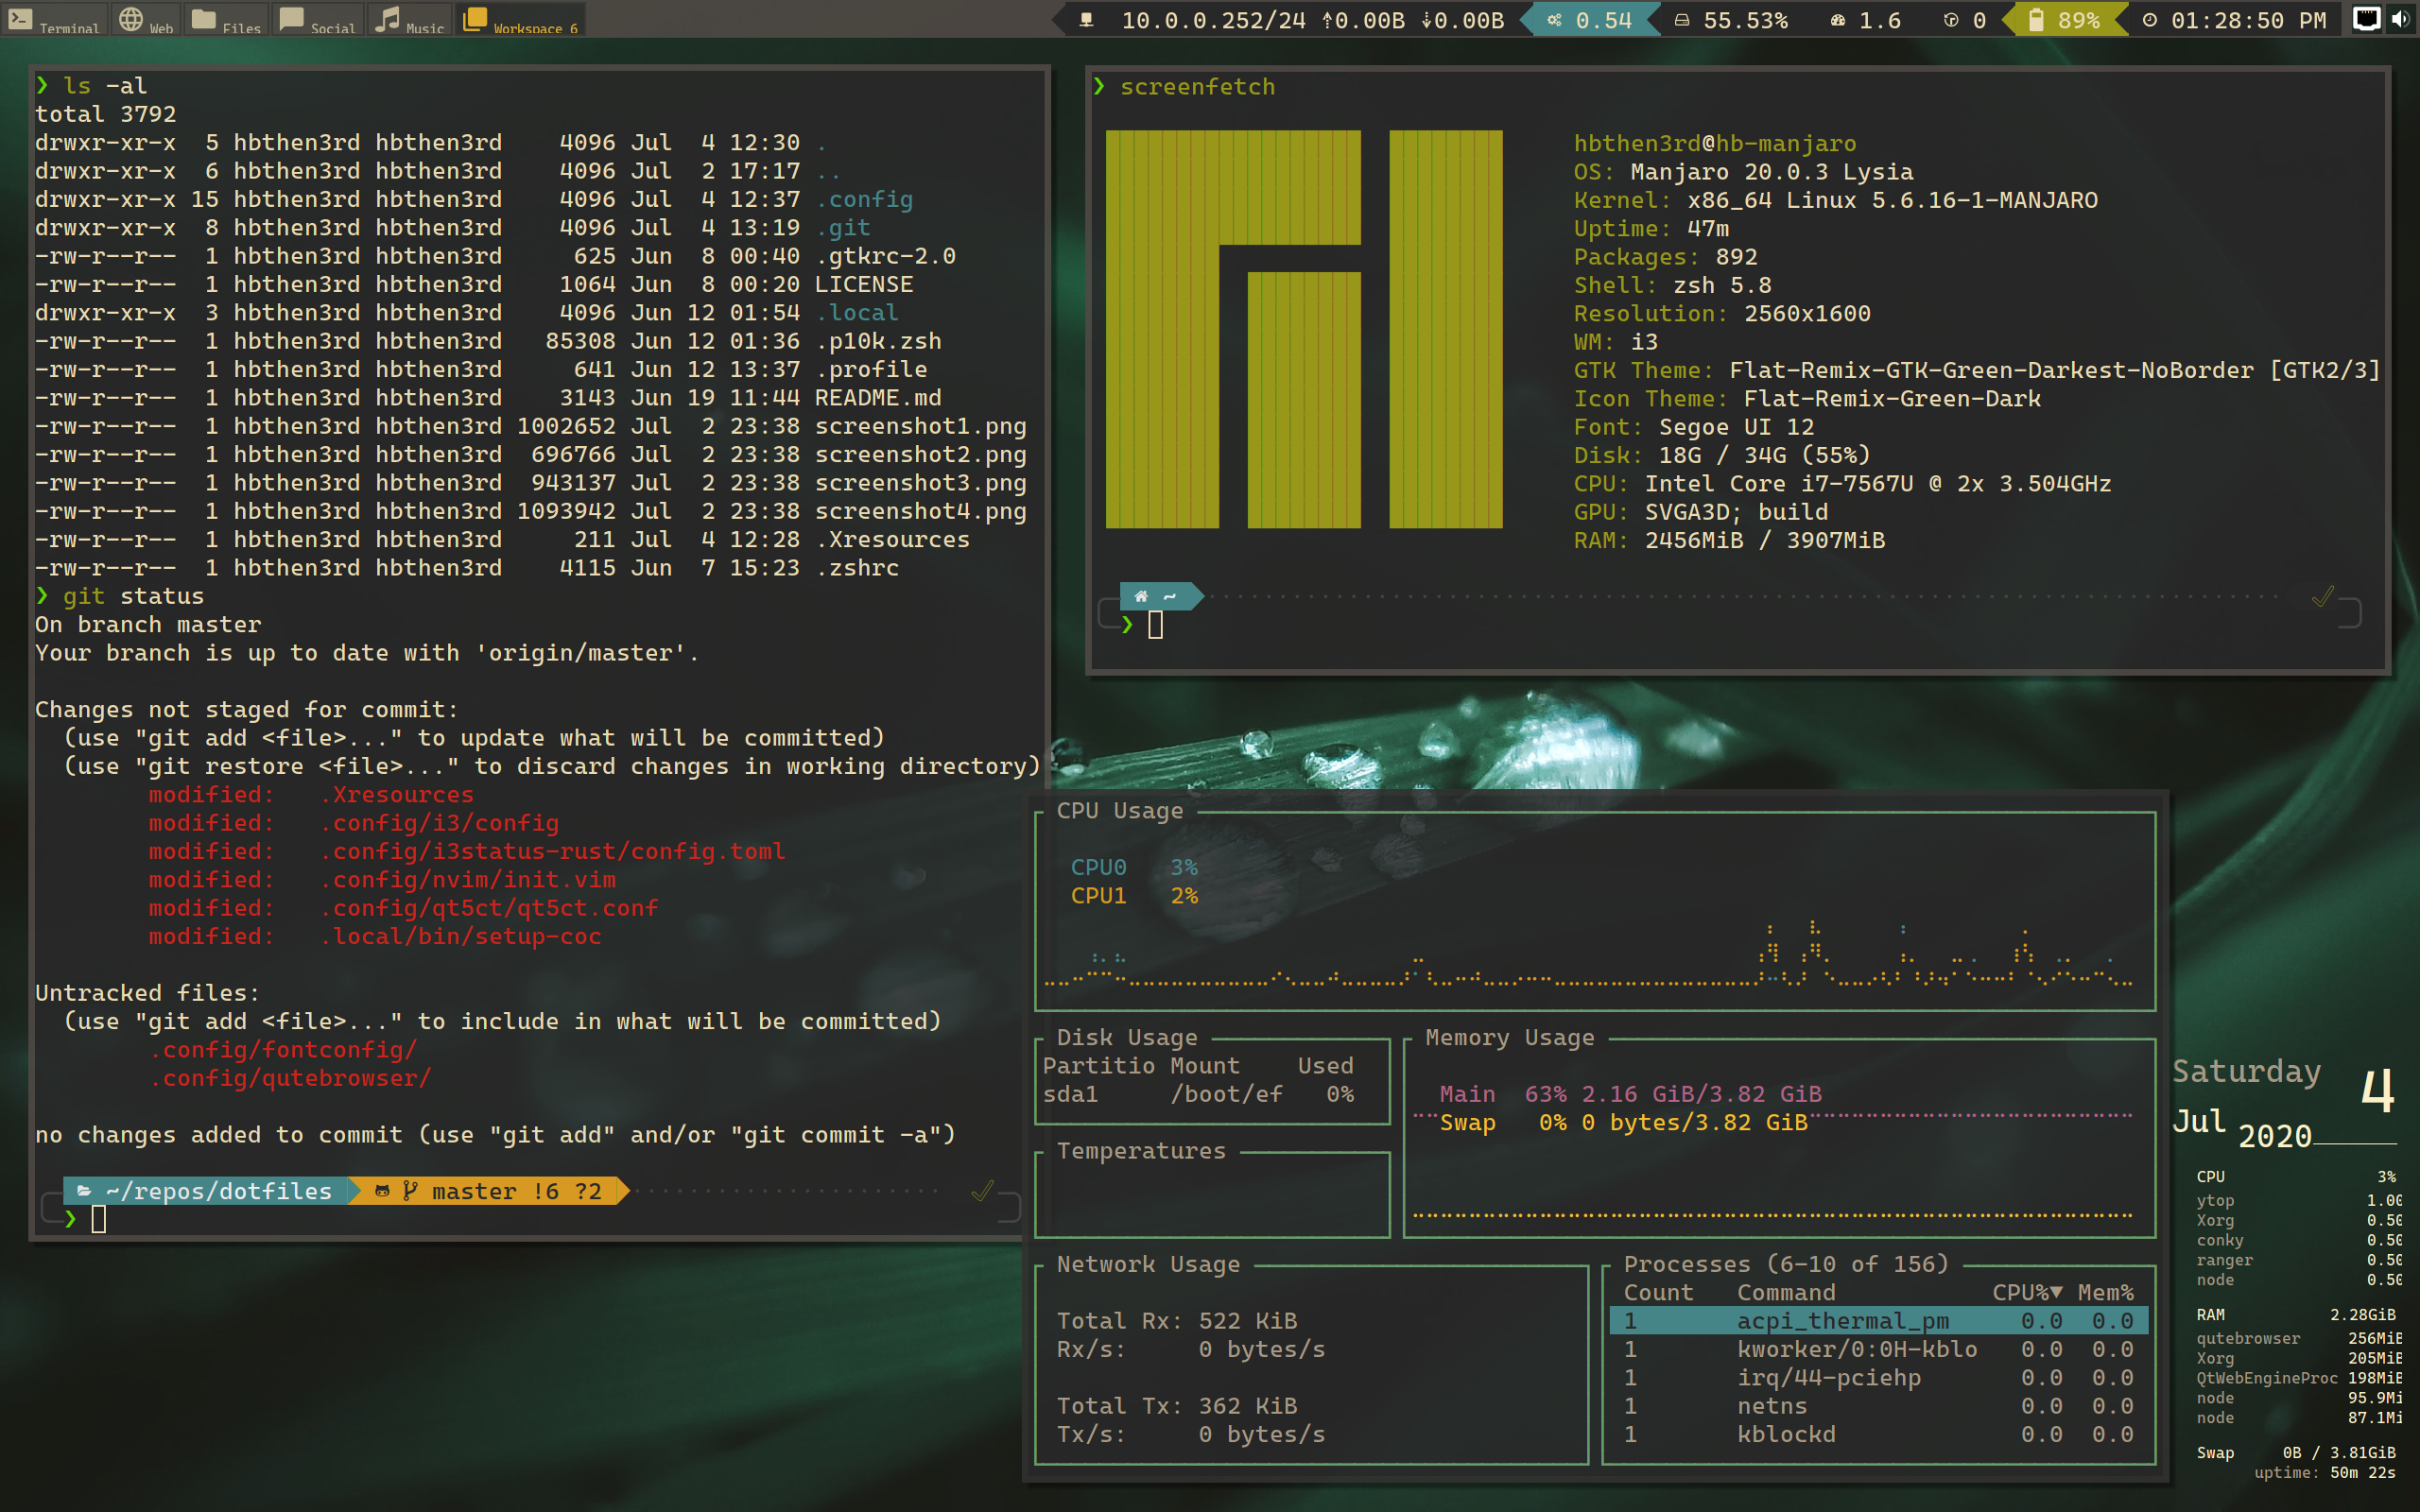 Terminal Web Files Social Music Workspace 6
10.0.0.252/24 0.00B 0.00B 0.54 55.53% 1.6 0 89% 01:28:50 PM
❯ ls -al
total 3792
drwxr-xr-x  5 hbthen3rd hbthen3rd    4096 Jul  4 12:30 .
drwxr-xr-x  6 hbthen3rd hbthen3rd    4096 Jul  2 17:17 ..
drwxr-xr-x 15 hbthen3rd hbthen3rd    4096 Jul  4 12:37 .config
drwxr-xr-x  8 hbthen3rd hbthen3rd    4096 Jul  4 13:19 .git
-rw-r--r--  1 hbthen3rd hbthen3rd     625 Jun  8 00:40 .gtkrc-2.0
-rw-r--r--  1 hbthen3rd hbthen3rd    1064 Jun  8 00:20 LICENSE
drwxr-xr-x  3 hbthen3rd hbthen3rd    4096 Jun 12 01:54 .local
-rw-r--r--  1 hbthen3rd hbthen3rd   85308 Jun 12 01:36 .p10k.zsh
-rw-r--r--  1 hbthen3rd hbthen3rd     641 Jun 12 13:37 .profile
-rw-r--r--  1 hbthen3rd hbthen3rd    3143 Jun 19 11:44 README.md
-rw-r--r--  1 hbthen3rd hbthen3rd 1002652 Jul  2 23:38 screenshot1.png
-rw-r--r--  1 hbthen3rd hbthen3rd  696766 Jul  2 23:38 screenshot2.png
-rw-r--r--  1 hbthen3rd hbthen3rd  943137 Jul  2 23:38 screenshot3.png
-rw-r--r--  1 hbthen3rd hbthen3rd 1093942 Jul  2 23:38 screenshot4.png
-rw-r--r--  1 hbthen3rd hbthen3rd     211 Jul  4 12:28 .Xresources
-rw-r--r--  1 hbthen3rd hbthen3rd    4115 Jun  7 15:23 .zshrc
❯ git status
On branch master
Your branch is up to date with 'origin/master'.
Changes not staged for commit:
(use "git add <file>..." to update what will be committed)
(use "git restore <file>..." to discard changes in working directory)
modified:   .Xresources
modified:   .config/i3/config
modified:   .config/i3status-rust/config.toml
modified:   .config/nvim/init.vim
modified:   .config/qt5ct/qt5ct.conf
modified:   .local/bin/setup-coc
Untracked files:
(use "git add <file>..." to include in what will be committed)
.config/fontconfig/
.config/qutebrowser/
no changes added to commit (use "git add" and/or "git commit -a")
~/repos/dotfiles master !6 ?2
❯
❯ screenfetch
hbthen3rd@hb-manjaro
OS: Manjaro 20.0.3 Lysia
Kernel: x86_64 Linux 5.6.16-1-MANJARO
Uptime: 47m
Packages: 892
Shell: zsh 5.8
Resolution: 2560x1600
WM: i3
GTK Theme: Flat-Remix-GTK-Green-Darkest-NoBorder [GTK2/3]
Icon Theme: Flat-Remix-Green-Dark
Font: Segoe UI 12
Disk: 18G / 34G (55%)
CPU: Intel Core i7-7567U @ 2x 3.504GHz
GPU: SVGA3D; build
RAM: 2456MiB / 3907MiB
~
❯
CPU Usage
CPU0 3%
CPU1 2%
Disk Usage
Partitio Mount Used
sda1 /boot/ef 0%
Temperatures
Memory Usage
Main 63% 2.16 GiB/3.82 GiB
Swap 0% 0 bytes/3.82 GiB
Network Usage
Total Rx: 522 KiB
Rx/s: 0 bytes/s
Total Tx: 362 KiB
Tx/s: 0 bytes/s
Processes (6-10 of 156)
Count Command CPU%▼ Mem%
1 acpi_thermal_pm 0.0 0.0
1 kworker/0:0H-kblo 0.0 0.0
1 irq/44-pciehp 0.0 0.0
1 netns 0.0 0.0
1 kblockd 0.0 0.0
Saturday 4
Jul 2020
CPU 3%
ytop 1.00
Xorg 0.50
conky 0.50
ranger 0.50
node 0.50
RAM 2.28GiB
qutebrowser 256MiB
Xorg 205MiB
QtWebEngineProc 198MiB
node 95.9Mi
node 87.1Mi
Swap 0B / 3.81GiB
uptime: 50m 22s